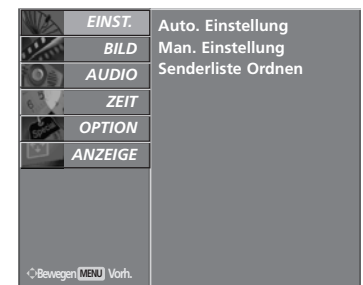 EINST.
BILD
AUDIO
ZEIT
OPTION
ANZEIGE
Auto. Einstellung
Man. Einstellung
Senderliste Ordnen
Bewegen MENU Vorh.